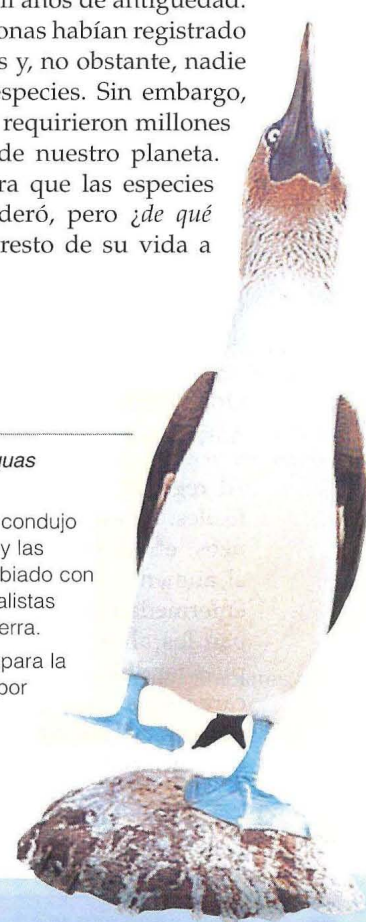 il años de antigüedad.
onas habían registrado
s y, no obstante, nadie
especies. Sin embargo,
requirieron millones
de nuestro planeta.
ra que las especies
deró, pero ¿de qué
resto de su vida a
guas
condujo
y las
biado con
alistas
erra.
para la
por